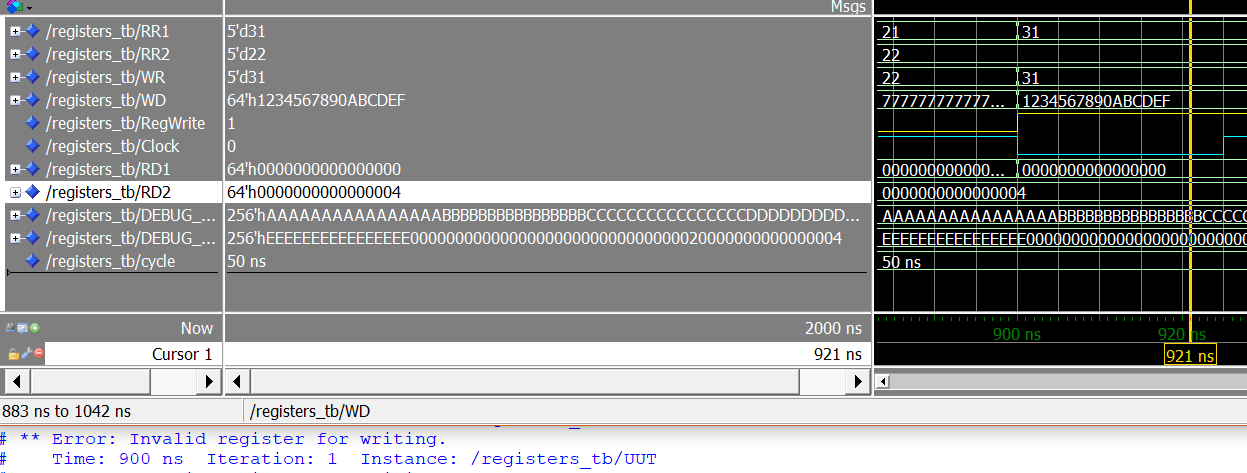 Msgs
/registers_tb/RR1 5'd31 21 31
/registers_tb/RR2 5'd22 22
/registers_tb/WR 5'd31 22 31
/registers_tb/WD 64'h1234567890ABCDEF 777777777777... 1234567890ABCDEF
/registers_tb/RegWrite 1
/registers_tb/Clock 0
/registers_tb/RD1 64'h0000000000000000 000000000000... 0000000000000000
/registers_tb/RD2 64'h0000000000000004 0000000000000004
/registers_tb/DEBUG_... 256'hAAAAAAAAAAAAAAAABBBBBBBBBBBBBBBBCCCCCCCCCCCCCCCCDDDDDDDDD... AAAAAAAAAAAAAAAABBBBBBBBBBBBBBBBCCCCC
/registers_tb/DEBUG_... 256'hEEEEEEEEEEEEEEEE00000000000000000000000000000000020000000000000004 EEEEEEEEEEEEEEEE00000000000000000000
/registers_tb/cycle 50 ns 50 ns
Now 2000 ns 900 ns 920 ns
Cursor 1 921 ns 921 ns
883 ns to 1042 ns /registers_tb/WD
# ** Error: Invalid register for writing.
# Time: 900 ns Iteration: 1 Instance: /registers_tb/UUT